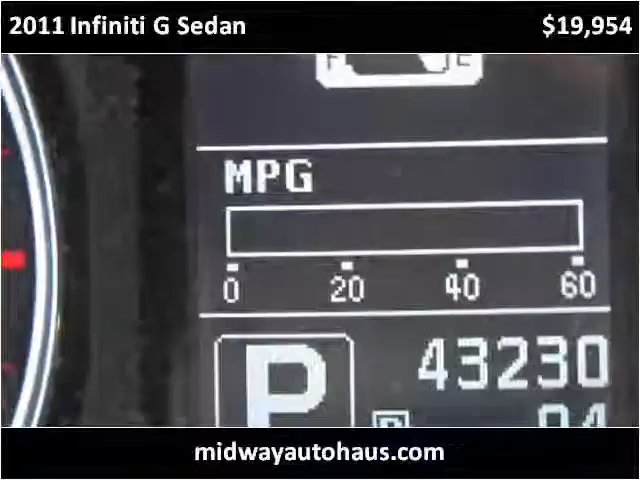 2011 Infiniti G Sedan $19,954
F E
MPG
0 20 40 60
P 43230
midwayautohaus.com